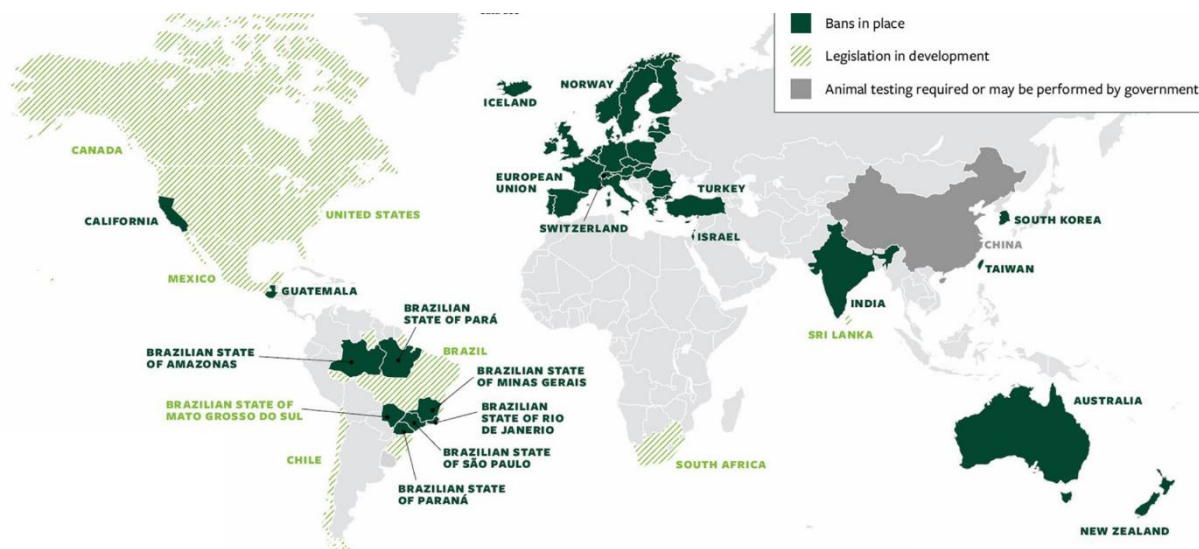 Bans in place
Legislation in development
Animal testing required or may be performed by government
NORWAY
ICELAND
CANADA
EUROPEAN
UNION
TURKEY
CALIFORNIA
UNITED STATES
SWITZERLAND
ISRAEL
SOUTH KOREA
CHINA
TAIWAN
MEXICO
GUATEMALA
INDIA
SRI LANKA
BRAZILIAN
STATE OF PARÁ
BRAZILIAN STATE
OF AMAZONAS
BRAZIL
BRAZILIAN STATE
OF MINAS GERAIS
BRAZILIAN STATE OF
MATO GROSSO DO SUL
BRAZILIAN
STATE OF RIO
DE JANERIO
AUSTRALIA
CHILE
BRAZILIAN STATE
OF SÃO PAULO
SOUTH AFRICA
BRAZILIAN STATE
OF PARANÁ
NEW ZEALAND